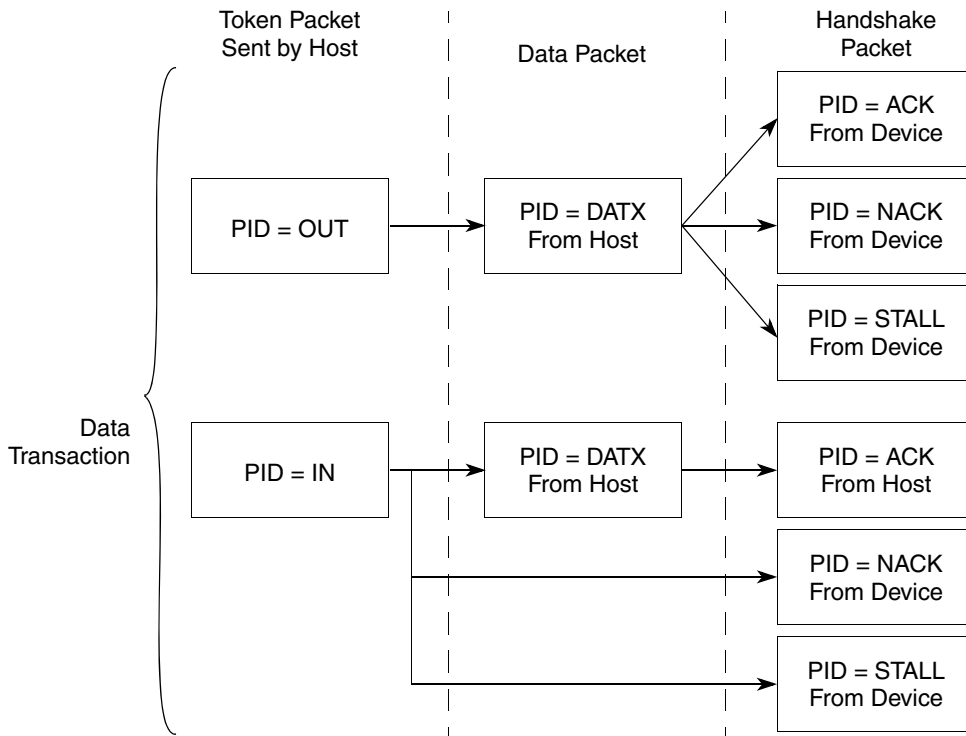 Token Packet
Sent by Host
Data Packet
Handshake
Packet
PID = OUT
PID = DATX
From Host
PID = ACK
From Device
PID = NACK
From Device
PID = STALL
From Device
Data
Transaction
PID = IN
PID = DATX
From Host
PID = ACK
From Host
PID = NACK
From Device
PID = STALL
From Device